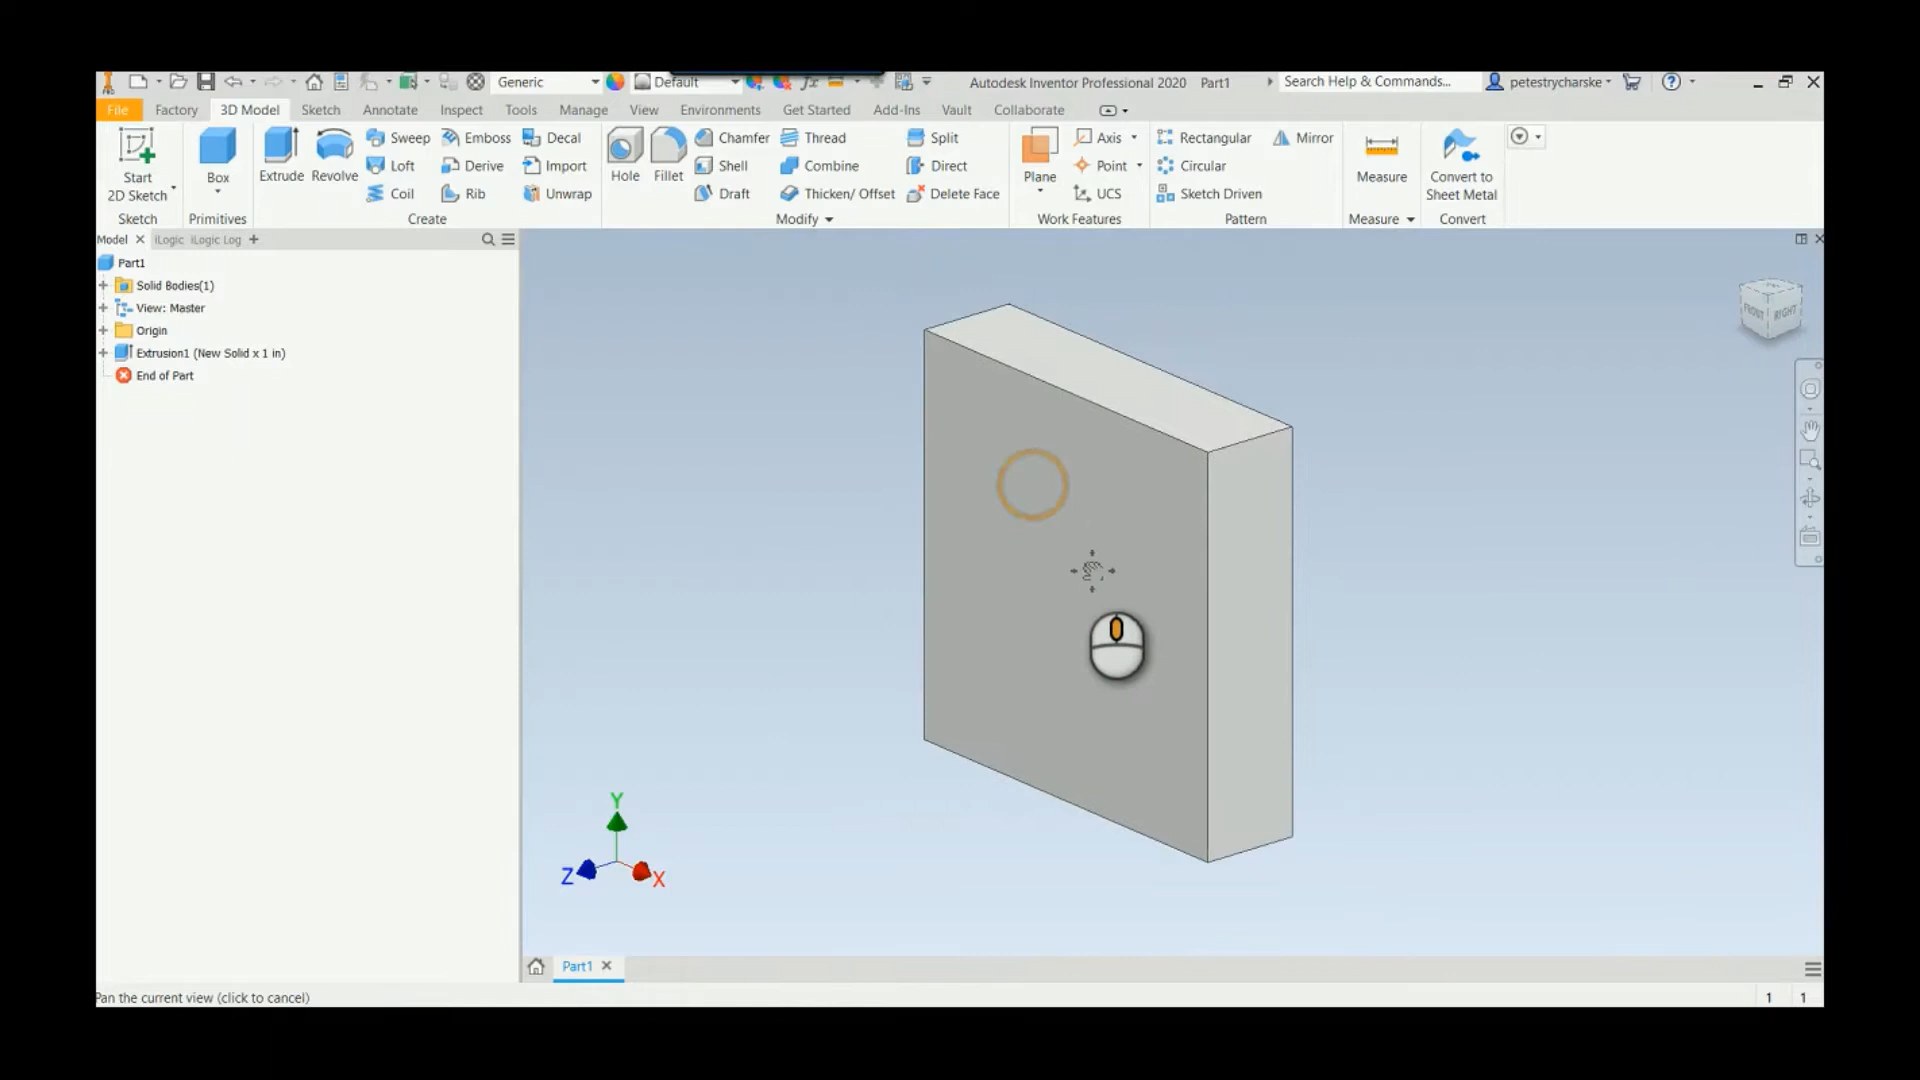 Generic Default Autodesk Inventor Professional 2020 Part1 Search Help & Commands... petestrycharske
File Factory 3D Model Sketch Annotate Inspect Tools Manage View Environments Get Started Add-Ins Vault Collaborate
Start 2D Sketch
Box
Extrude
Revolve
Sweep
Loft
Coil
Emboss
Derive
Rib
Decal
Import
Unwrap
Hole
Fillet
Chamfer
Shell
Draft
Thread
Combine
Thicken/ Offset
Split
Direct
Delete Face
Plane
Axis
Point
UCS
Rectangular
Circular
Sketch Driven
Mirror
Measure
Convert to
Sheet Metal
Sketch Primitives Create Modify Work Features Pattern Measure Convert
Model iLogic iLogic Log
Part1
Solid Bodies(1)
View: Master
Origin
Extrusion1 (New Solid x 1 in)
End of Part
FRONT RIGHT
Y
Z X
Part1
Pan the current view (click to cancel) 1 1